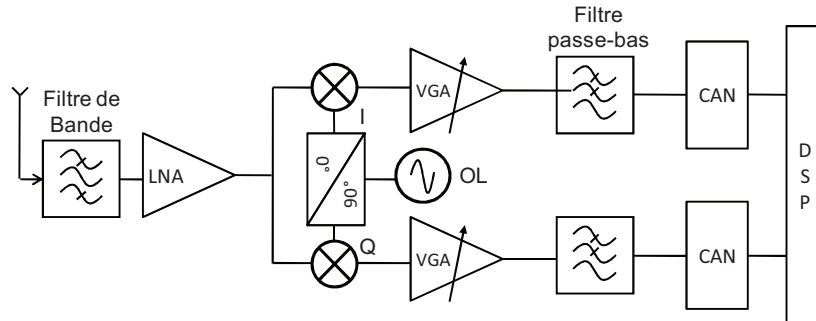 Filtre de
Bande
LNA
I
0°
90°
Q
OL
VGA
VGA
Filtre
passe-bas
CAN
CAN
D
S
P